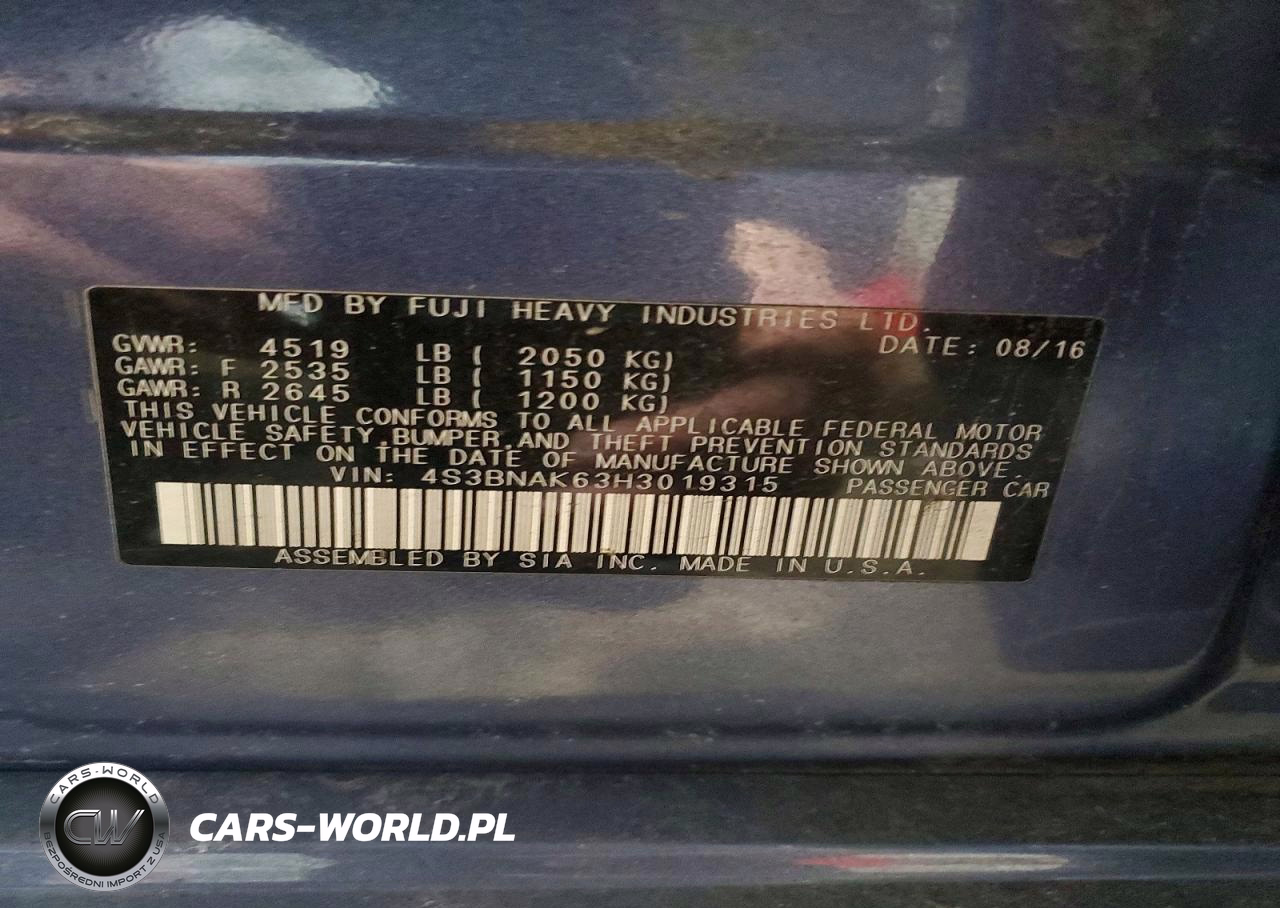 MFD BY FUJI HEAVY INDUSTRIES LTD.
DATE: 08/16
GVWR: 4519 LB ( 2050 KG)
GAWR: F 2535 LB ( 1150 KG)
GAWR: R 2645 LB ( 1200 KG)
THIS VEHICLE CONFORMS TO ALL APPLICABLE FEDERAL MOTOR
VEHICLE SAFETY,BUMPER,AND THEFT PREVENTION STANDARDS
IN EFFECT ON THE DATE OF MANUFACTURE SHOWN ABOVE.
VIN: 4S3BNAK63H3019315 PASSENGER CAR
ASSEMBLED BY SIA INC. MADE IN U.S.A.
CARS-WORLD
CW
BEZPOŚREDNI IMPORT Z USA
CARS-WORLD.PL